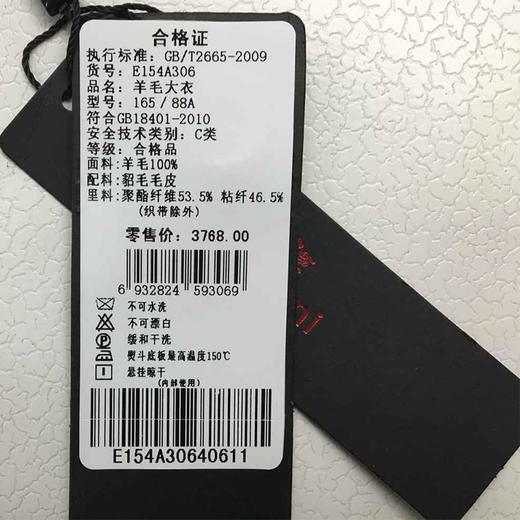 合格证
执行标准: GB/T2665-2009
货号: E154A306
品名: 羊毛大衣
型号: 165/88A
符合GB18401-2010
安全技术类别: C类
等级: 合格品
面料: 羊毛100%
配料: 貂毛毛皮
里料: 聚酯纤维53.5% 粘纤46.5%
(织带除外)
零售价: 3768.00
6 932824 593069
不可水洗
不可漂白
缓和干洗
熨斗底板最高温度150℃
悬挂晾干
(内部使用)
E154A30640611